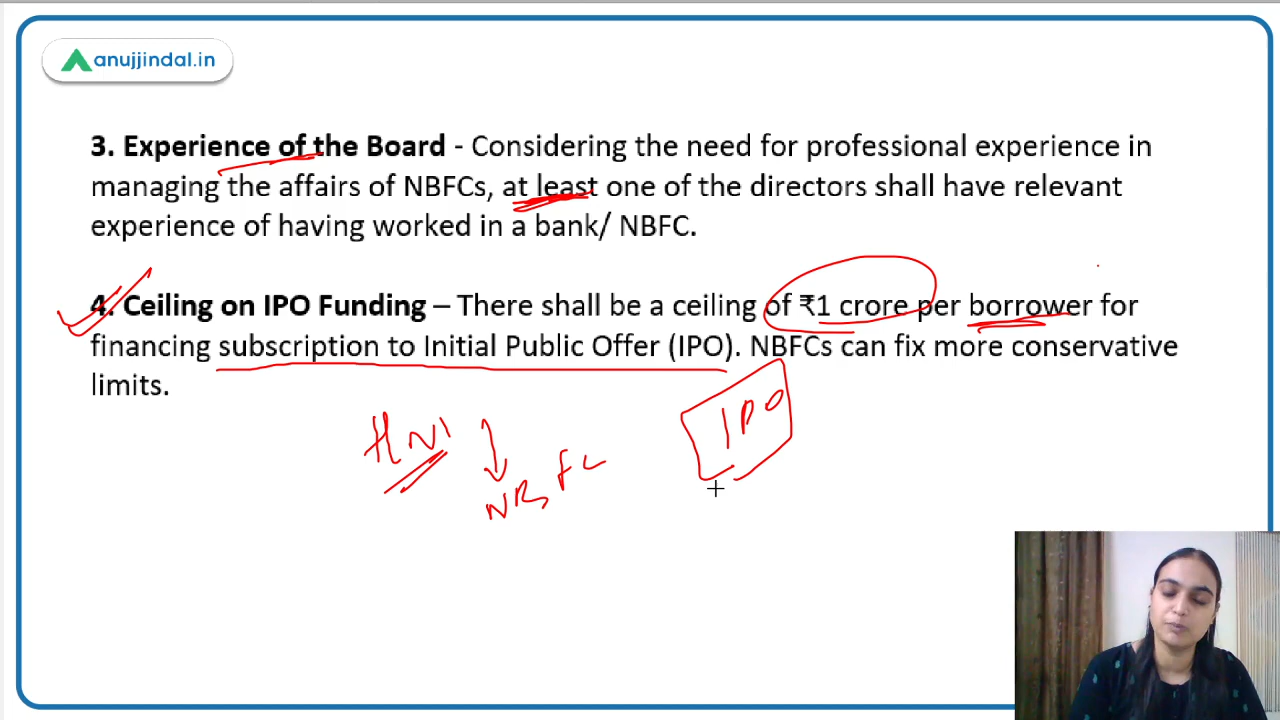 anujjindal.in
3. Experience of the Board - Considering the need for professional experience in
managing the affairs of NBFCs, at least one of the directors shall have relevant
experience of having worked in a bank/ NBFC.
4. Ceiling on IPO Funding – There shall be a ceiling of ₹1 crore per borrower for
financing subscription to Initial Public Offer (IPO). NBFCs can fix more conservative
limits.
HNI
IPO
NBFC